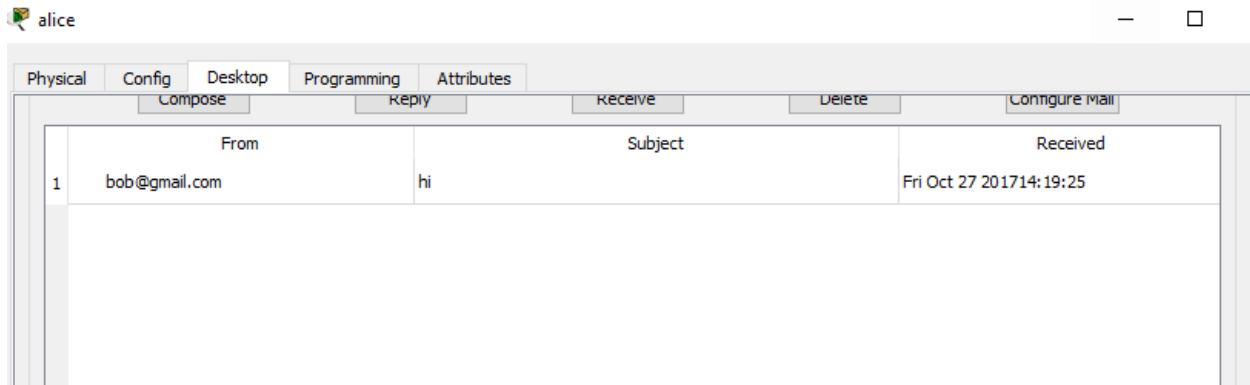 alice
Physical Config Desktop Programming Attributes
Compose Reply Receive Delete Configure Mail
From Subject Received
1 bob@gmail.com hi Fri Oct 27 201714:19:25